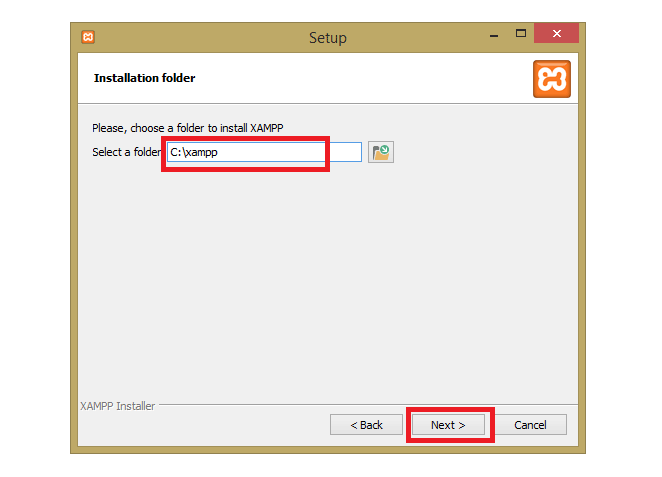 Setup
Installation folder
Please, choose a folder to install XAMPP
Select a folder C:\xampp
XAMPP Installer
< Back Next > Cancel